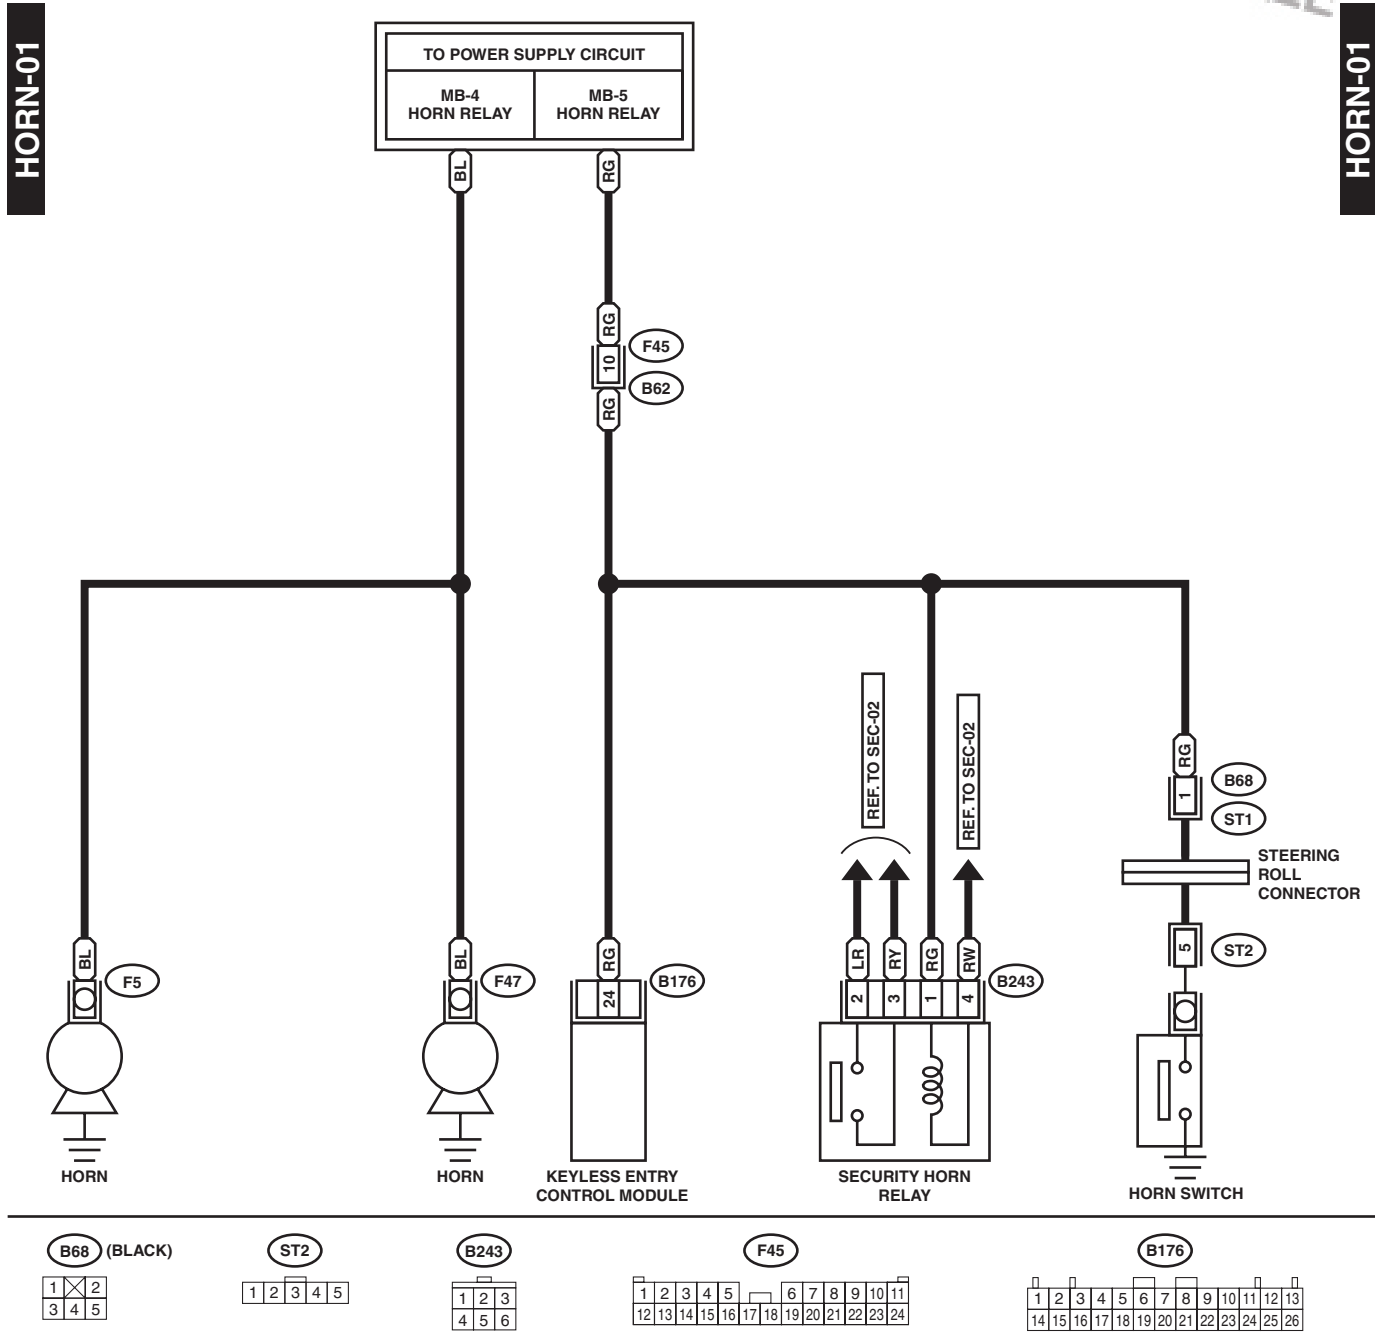 HORN-01
HORN-01
TO POWER SUPPLY CIRCUIT
MB-4
HORN RELAY
MB-5
HORN RELAY
BL
RG
RG
10
F45
B62
RG
REF. TO SEC-02
REF. TO SEC-02
RG
1
B68
ST1
STEERING
ROLL
CONNECTOR
5
ST2
BL
F5
BL
F47
RG
24
B176
LR
RY
RG
RW
2
3
1
4
B243
HORN
HORN
KEYLESS ENTRY
CONTROL MODULE
SECURITY HORN
RELAY
HORN SWITCH
B68 (BLACK)
1 2
3 4 5
ST2
1 2 3 4 5
B243
1 2 3
4 5 6
F45
1 2 3 4 5 6 7 8 9 10 11
12 13 14 15 16 17 18 19 20 21 22 23 24
B176
1 2 3 4 5 6 7 8 9 10 11 12 13
14 15 16 17 18 19 20 21 22 23 24 25 26